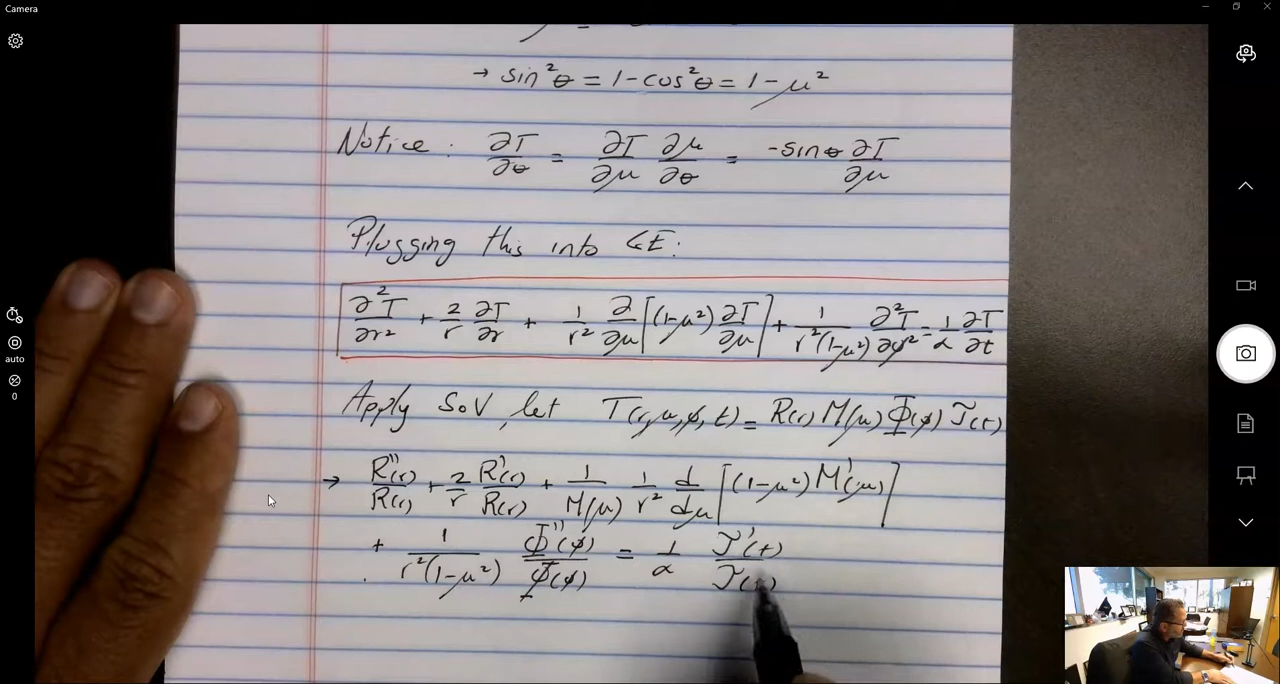 Camera
→ sin²θ = 1 - cos²θ = 1 - μ²
Notice: ∂T/∂θ = ∂T/∂μ ∂μ/∂θ = -sinθ ∂T/∂μ
Plugging this into GE:
∂²T/∂r² + 2/r ∂T/∂r + 1/r² ∂/∂μ [(1-μ²) ∂T/∂μ] + 1/r²(1-μ²) ∂²T/∂φ² = 1/α ∂T/∂t
Apply SoV, let T(r,μ,φ,t) = R(r) M(μ) Φ(φ) T(t)
→ R''(r)/R(r) + 2/r R'(r)/R(r) + 1/M(μ) 1/r² d/dμ [(1-μ²) M'(μ)]
+ 1/r²(1-μ²) Φ''(φ)/Φ(φ) = 1/α T'(t)/T(t)
auto
0